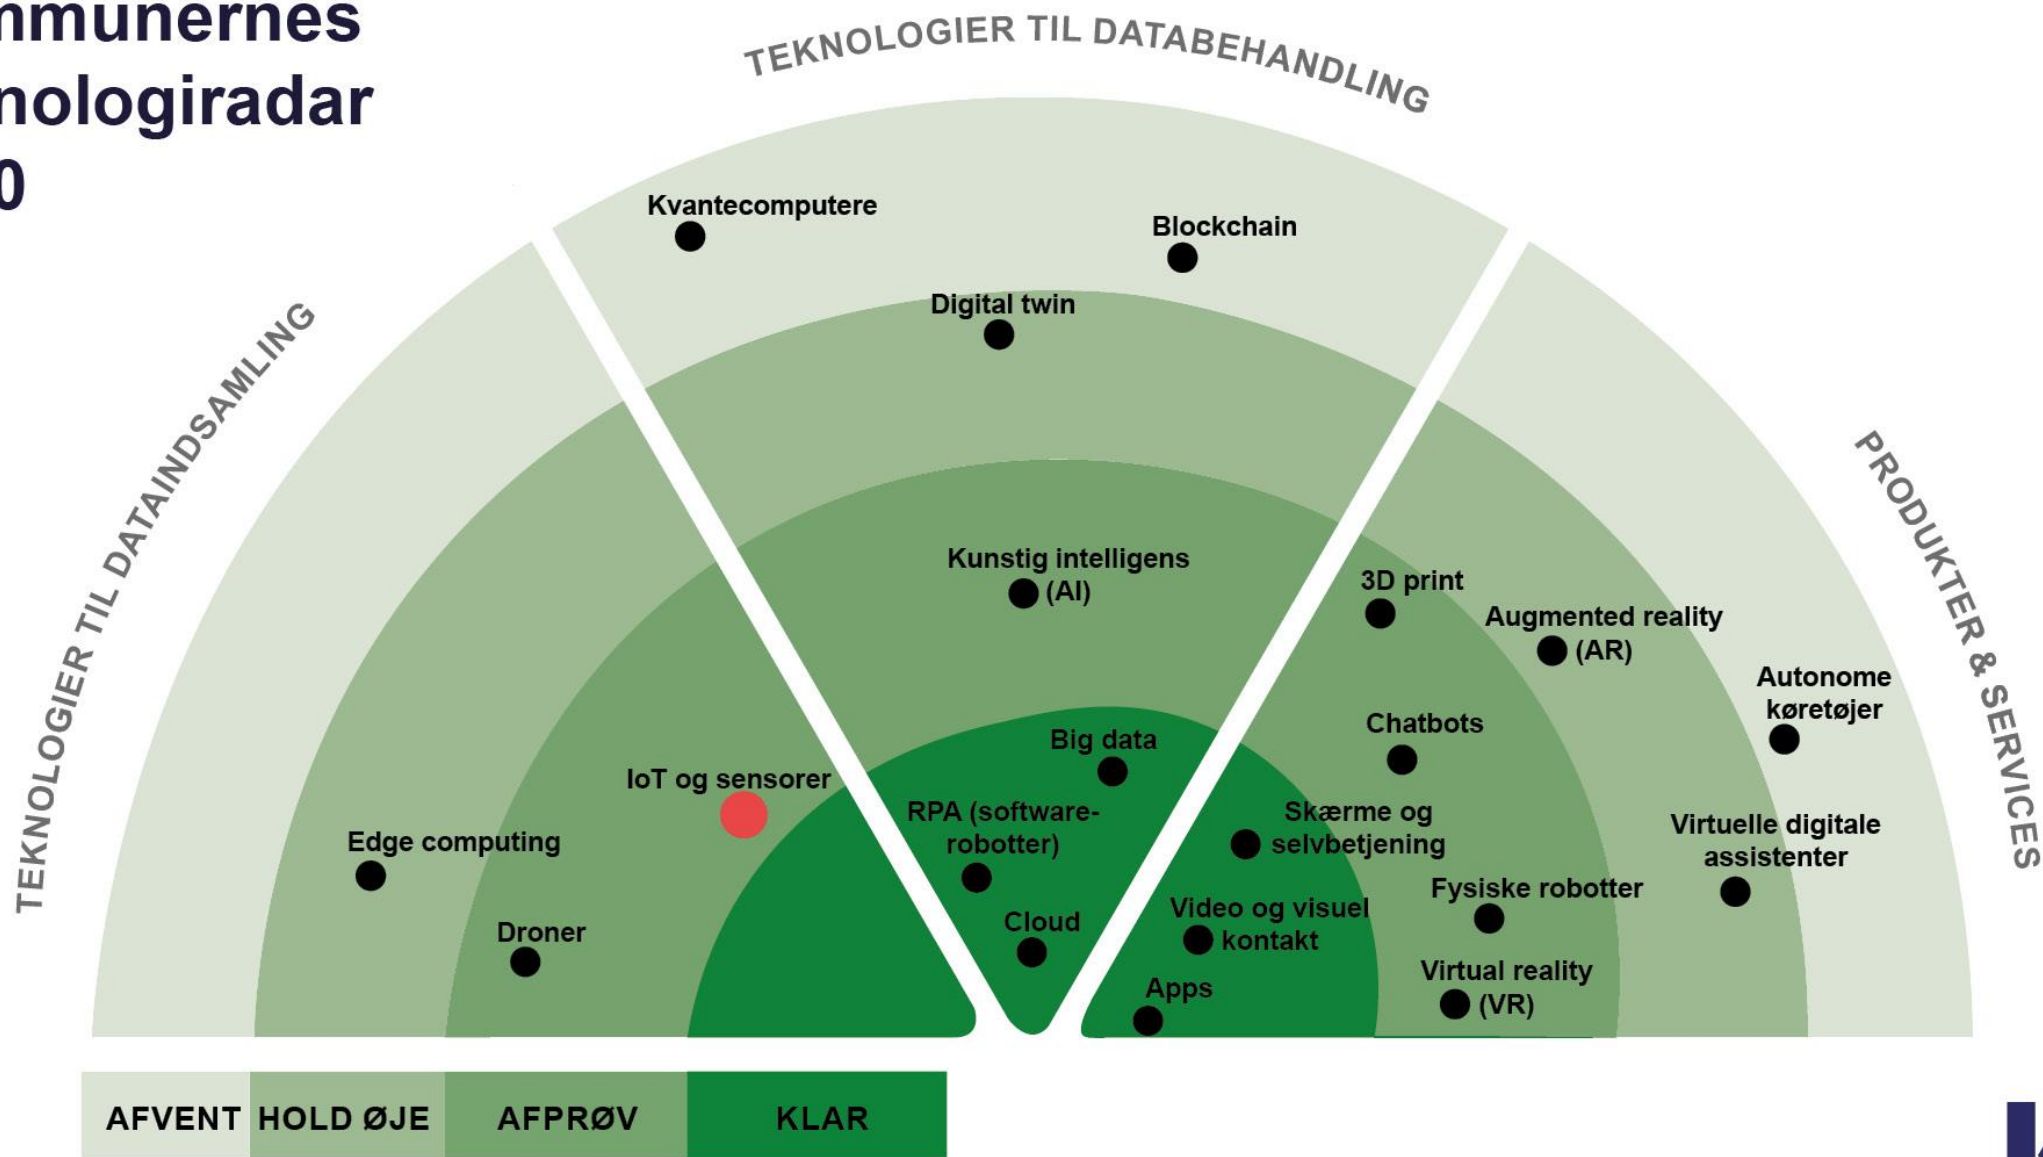 mmunernes
nologiradar
0
TEKNOLOGIER TIL DATABEHANDLING
TEKNOLOGIER TIL DATAINDSAMLING
PRODUKTER & SERVICES
Kvantecomputere
Blockchain
Digital twin
Kunstig intelligens
(AI)
Big data
RPA (software-
robotter)
Cloud
IoT og sensorer
Edge computing
Droner
3D print
Augmented reality
(AR)
Autonome
køretøjer
Chatbots
Skærme og
selvbetjening
Virtuelle digitale
assistenter
Fysiske robotter
Video og visuel
kontakt
Virtual reality
(VR)
Apps
AFVENT
HOLD ØJE
AFPRØV
KLAR